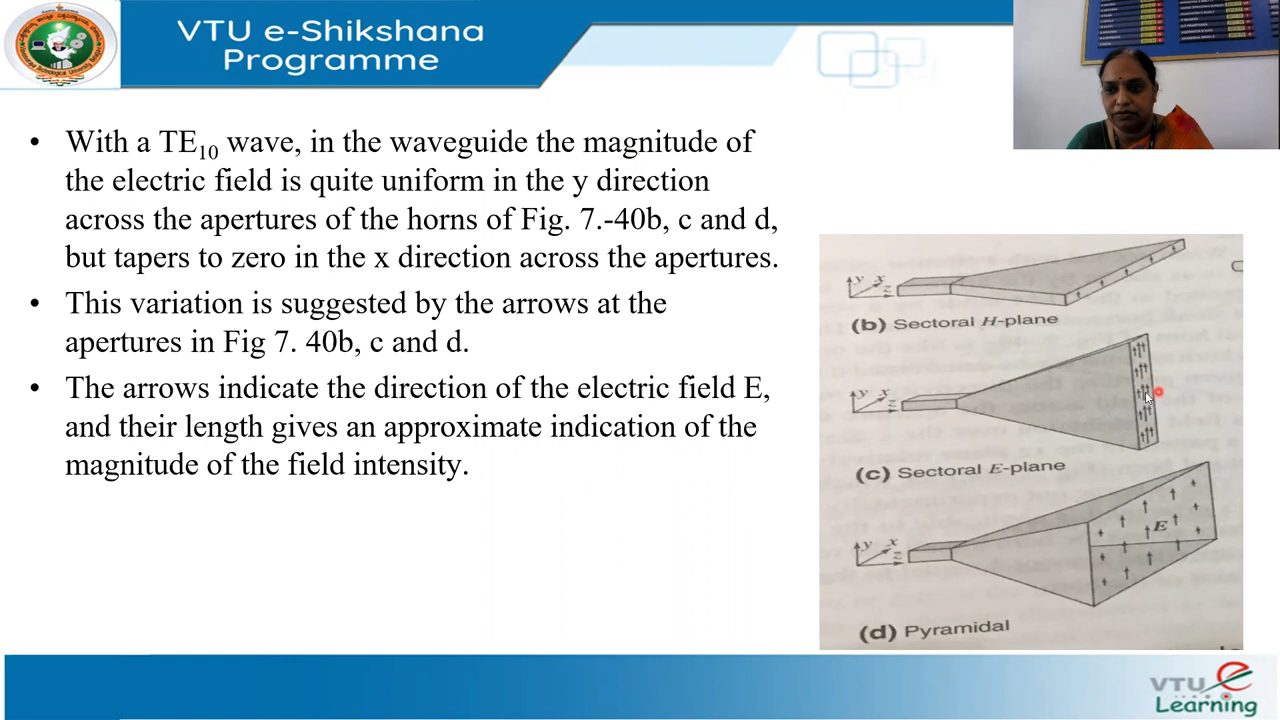 VTU e-Shikshana
Programme
• With a TE10 wave, in the waveguide the magnitude of
the electric field is quite uniform in the y direction
across the apertures of the horns of Fig. 7.-40b, c and d,
but tapers to zero in the x direction across the apertures.
• This variation is suggested by the arrows at the
apertures in Fig 7. 40b, c and d.
• The arrows indicate the direction of the electric field E,
and their length gives an approximate indication of the
magnitude of the field intensity.
y x
z
(b) Sectoral H-plane
y x
z
(c) Sectoral E-plane
y x
z
E
(d) Pyramidal
VTU e
Learning